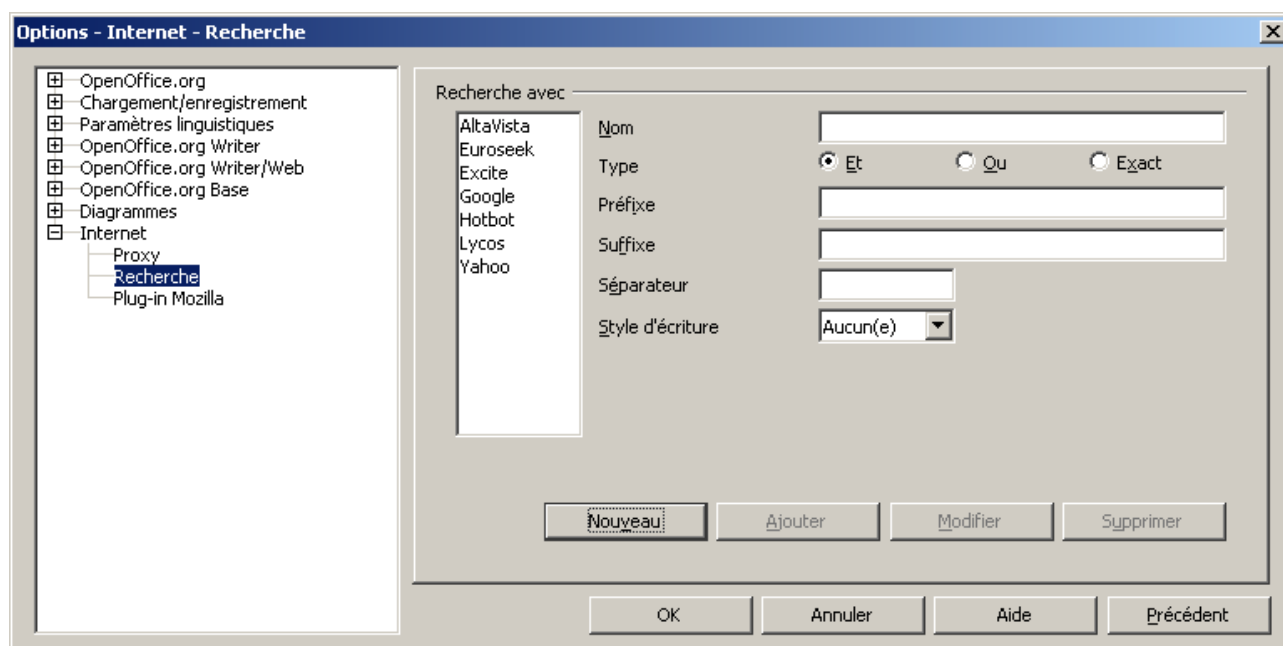 Options - Internet - Recherche
OpenOffice.org
Chargement/enregistrement
Paramètres linguistiques
OpenOffice.org Writer
OpenOffice.org Writer/Web
OpenOffice.org Base
Diagrammes
Internet
Proxy
Recherche
Plug-in Mozilla
Recherche avec
AltaVista
Euroseek
Excite
Google
Hotbot
Lycos
Yahoo
Nom
Type Et Ou Exact
Préfixe
Suffixe
Séparateur
Style d'écriture Aucun(e)
Nouveau Ajouter Modifier Supprimer
OK Annuler Aide Précédent